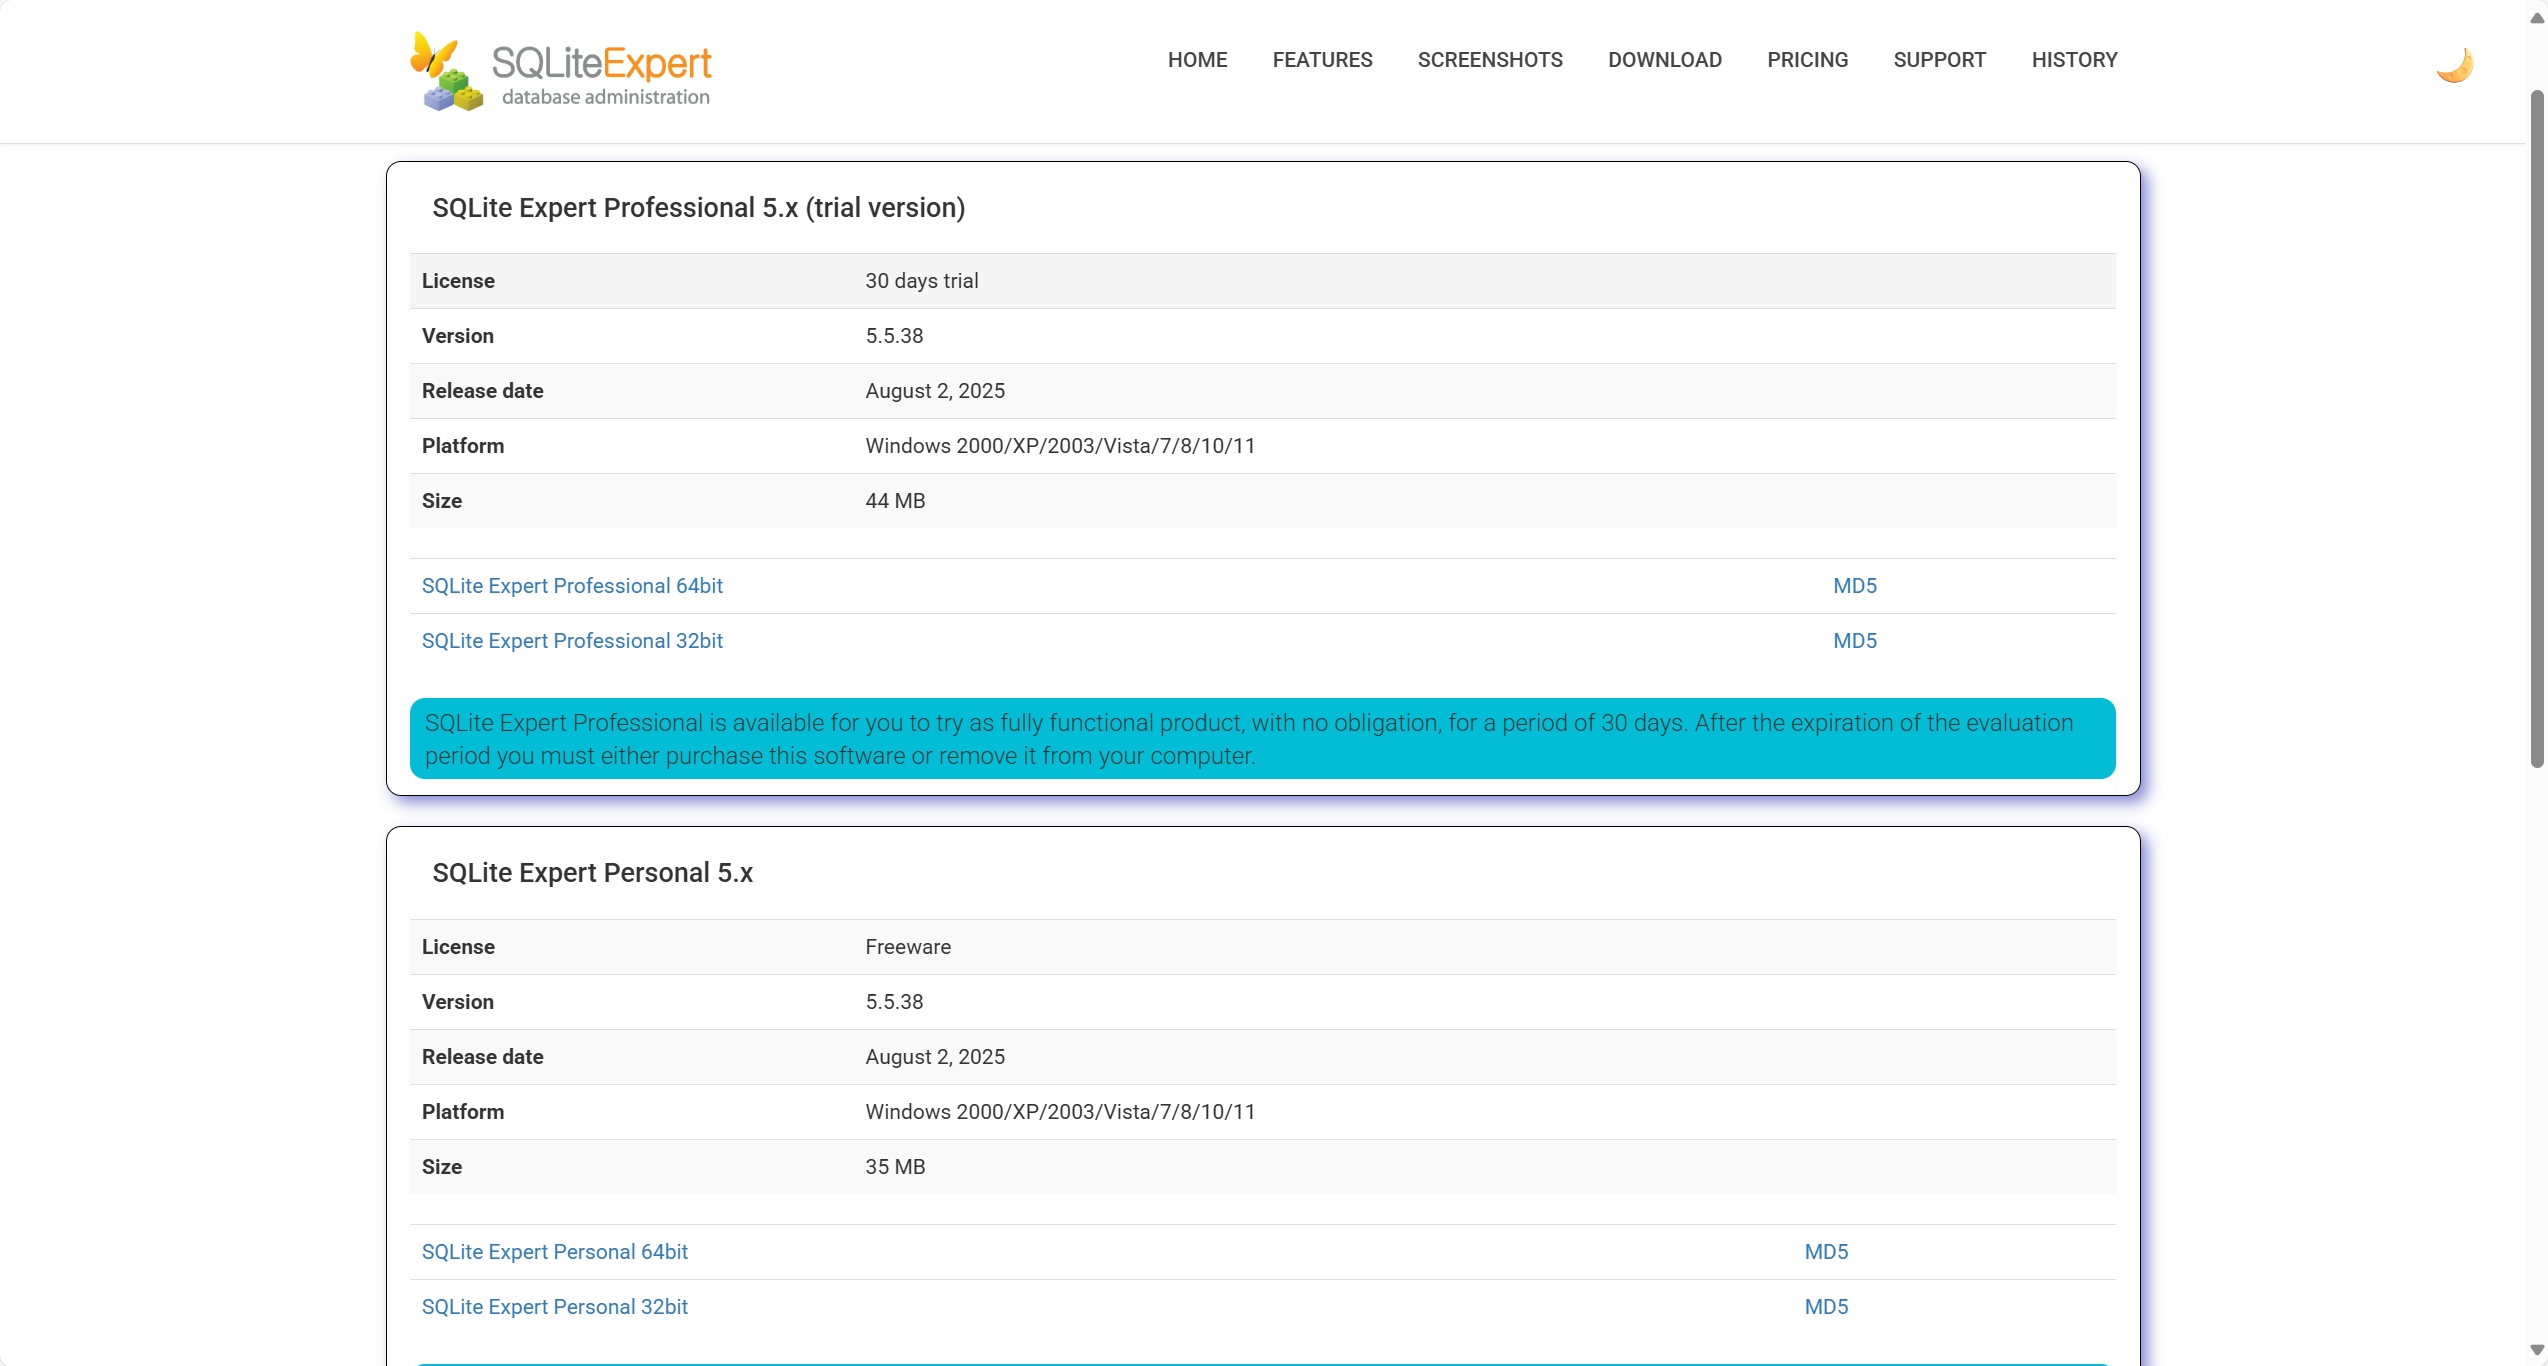 SQLiteExpert
database administration
HOME FEATURES SCREENSHOTS DOWNLOAD PRICING SUPPORT HISTORY
SQLite Expert Professional 5.x (trial version)
License 30 days trial
Version 5.5.38
Release date August 2, 2025
Platform Windows 2000/XP/2003/Vista/7/8/10/11
Size 44 MB
SQLite Expert Professional 64bit MD5
SQLite Expert Professional 32bit MD5
SQLite Expert Professional is available for you to try as fully functional product, with no obligation, for a period of 30 days. After the expiration of the evaluation
period you must either purchase this software or remove it from your computer.
SQLite Expert Personal 5.x
License Freeware
Version 5.5.38
Release date August 2, 2025
Platform Windows 2000/XP/2003/Vista/7/8/10/11
Size 35 MB
SQLite Expert Personal 64bit MD5
SQLite Expert Personal 32bit MD5